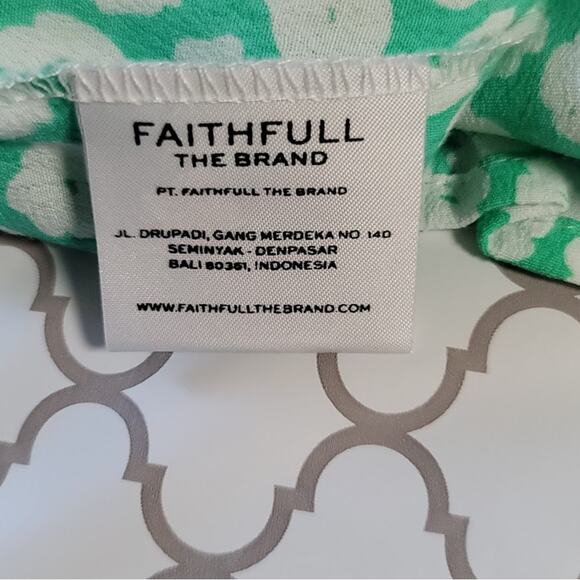 FAITHFULL
THE BRAND
PT. FAITHFULL THE BRAND
JL. DRUPADI, GANG MERDEKA NO 14D
SEMINYAK - DENPASAR
BALI 80361, INDONESIA
WWW.FAITHFULLTHEBRAND.COM